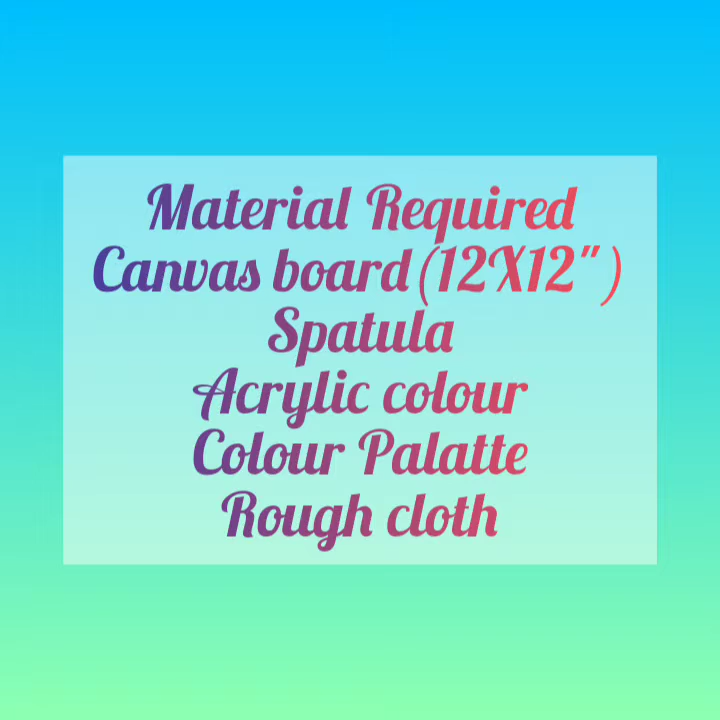 Material Required
Canvas board(12X12")
Spatula
Acrylic colour
Colour Palatte
Rough cloth